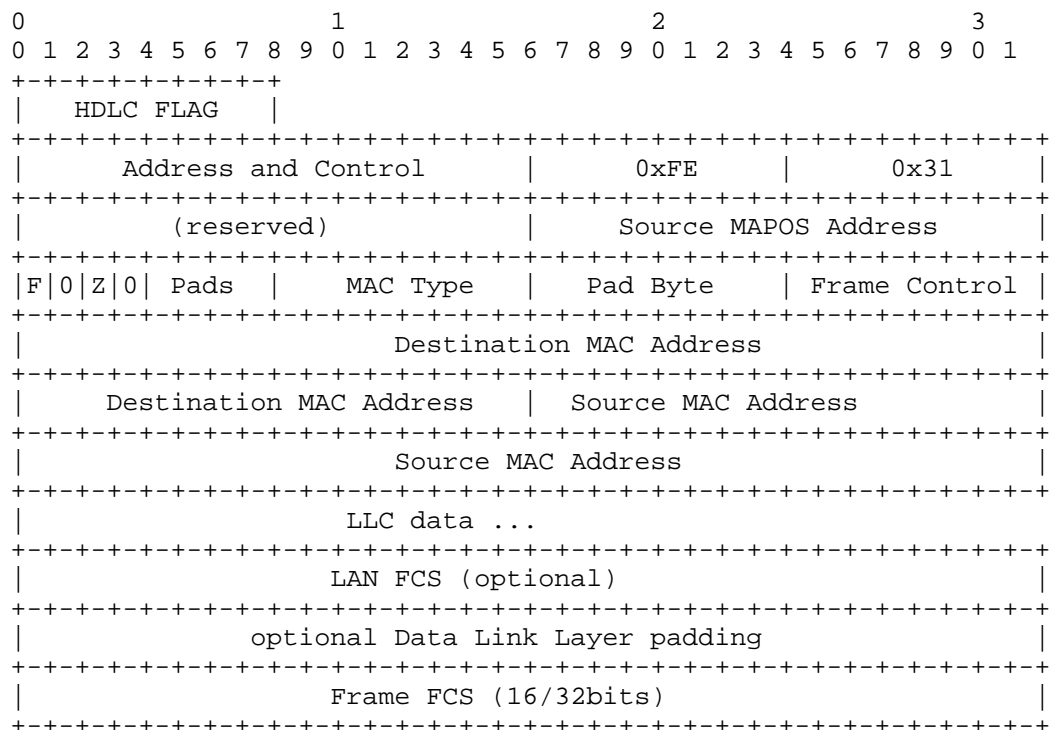 0                   1                   2                   3
0 1 2 3 4 5 6 7 8 9 0 1 2 3 4 5 6 7 8 9 0 1 2 3 4 5 6 7 8 9 0 1
+-+-+-+-+-+-+-+-+
|   HDLC FLAG   |
+-+-+-+-+-+-+-+-+-+-+-+-+-+-+-+-+-+-+-+-+-+-+-+-+-+-+-+-+-+-+-+-+
|      Address and Control      |      0xFE     |      0x31     |
+-+-+-+-+-+-+-+-+-+-+-+-+-+-+-+-+-+-+-+-+-+-+-+-+-+-+-+-+-+-+-+-+
|         (reserved)            |     Source MAPOS Address      |
+-+-+-+-+-+-+-+-+-+-+-+-+-+-+-+-+-+-+-+-+-+-+-+-+-+-+-+-+-+-+-+-+
|F|0|Z|0| Pads  |    MAC Type   |   Pad Byte    | Frame Control |
+-+-+-+-+-+-+-+-+-+-+-+-+-+-+-+-+-+-+-+-+-+-+-+-+-+-+-+-+-+-+-+-+
|                       Destination MAC Address                 |
+-+-+-+-+-+-+-+-+-+-+-+-+-+-+-+-+-+-+-+-+-+-+-+-+-+-+-+-+-+-+-+-+
|     Destination MAC Address   |  Source MAC Address           |
+-+-+-+-+-+-+-+-+-+-+-+-+-+-+-+-+-+-+-+-+-+-+-+-+-+-+-+-+-+-+-+-+
|                       Source MAC Address                      |
+-+-+-+-+-+-+-+-+-+-+-+-+-+-+-+-+-+-+-+-+-+-+-+-+-+-+-+-+-+-+-+-+
|                    LLC data ...
+-+-+-+-+-+-+-+-+-+-+-+-+-+-+-+-+-+-+-+-+-+-+-+-+-+-+-+-+-+-+-+-+
|                   LAN FCS (optional)                          |
+-+-+-+-+-+-+-+-+-+-+-+-+-+-+-+-+-+-+-+-+-+-+-+-+-+-+-+-+-+-+-+-+
|              optional Data Link Layer padding                 |
+-+-+-+-+-+-+-+-+-+-+-+-+-+-+-+-+-+-+-+-+-+-+-+-+-+-+-+-+-+-+-+-+
|                   Frame FCS (16/32bits)                       |
+-+-+-+-+-+-+-+-+-+-+-+-+-+-+-+-+-+-+-+-+-+-+-+-+-+-+-+-+-+-+-+-+